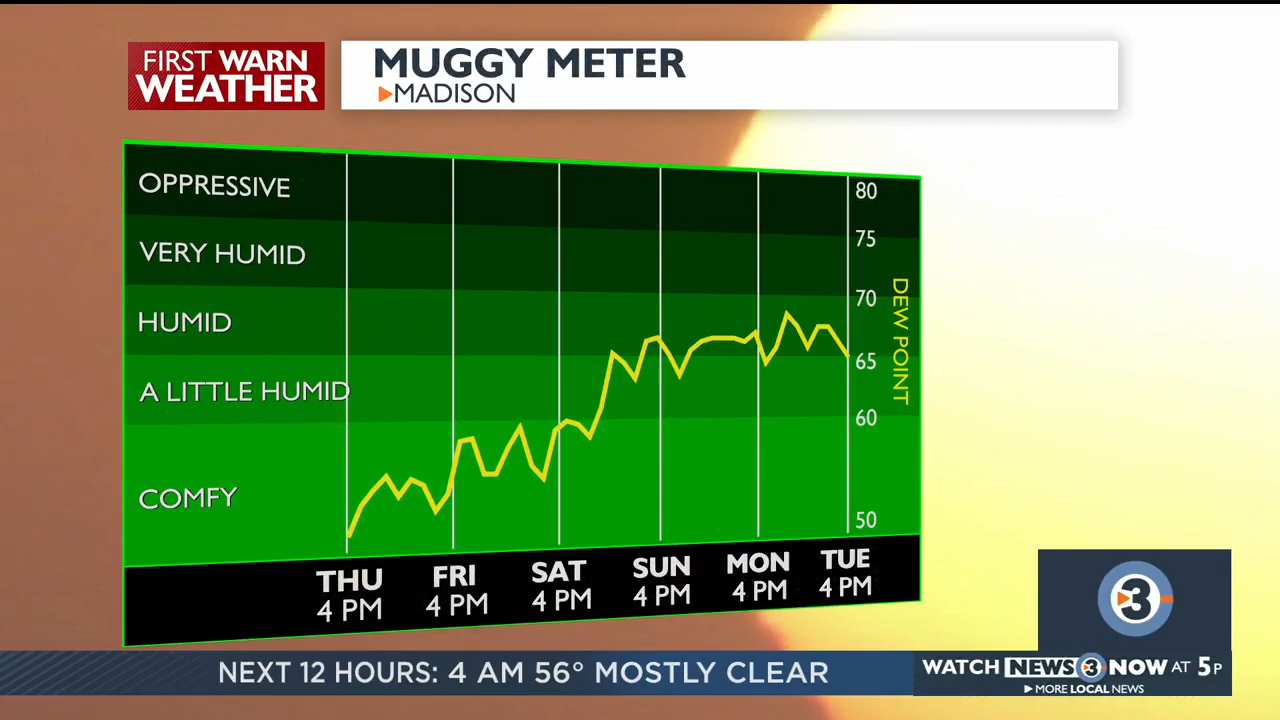 FIRST WARN
WEATHER
MUGGY METER
MADISON
OPPRESSIVE
VERY HUMID
HUMID
A LITTLE HUMID
COMFY
80
75
70
65
60
50
DEW POINT
THU
4 PM
FRI
4 PM
SAT
4 PM
SUN
4 PM
MON
4 PM
TUE
4 PM
3
NEXT 12 HOURS: 4 AM 56° MOSTLY CLEAR
WATCH NEWS 3 NOW AT 5P
MORE LOCAL NEWS